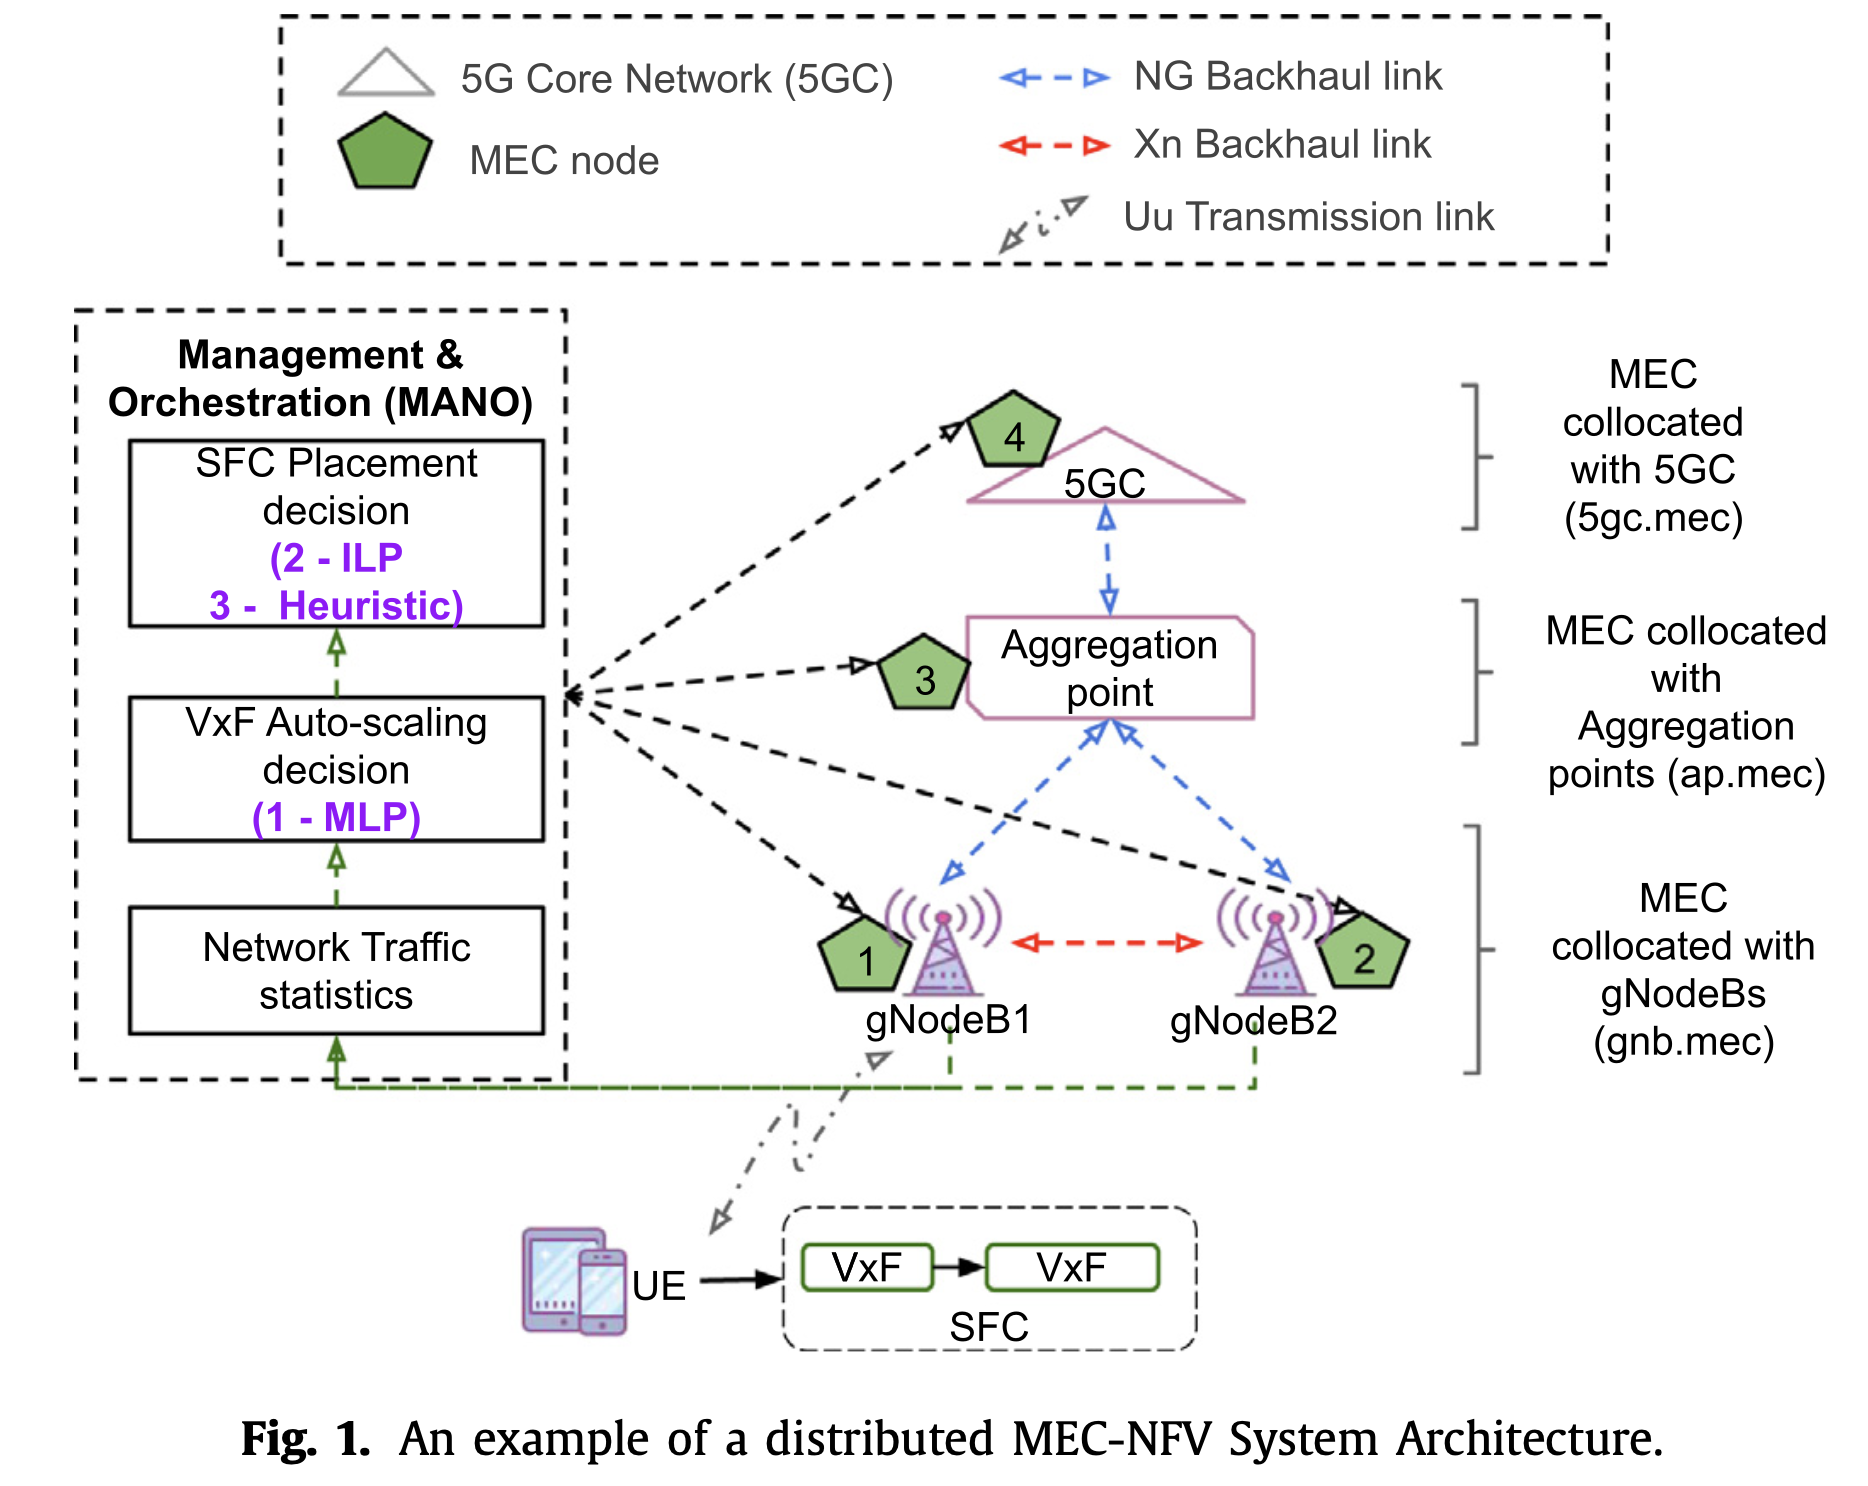 5G Core Network (5GC)
MEC node
NG Backhaul link
Xn Backhaul link
Uu Transmission link
Management &
Orchestration (MANO)
SFC Placement
decision
(2 - ILP
3 - Heuristic)
VxF Auto-scaling
decision
(1 - MLP)
Network Traffic
statistics
4
5GC
3
Aggregation
point
1
gNodeB1
2
gNodeB2
MEC
collocated
with 5GC
(5gc.mec)
MEC collocated
with
Aggregation
points (ap.mec)
MEC
collocated with
gNodeBs
(gnb.mec)
UE
VxF
VxF
SFC
Fig. 1. An example of a distributed MEC-NFV System Architecture.